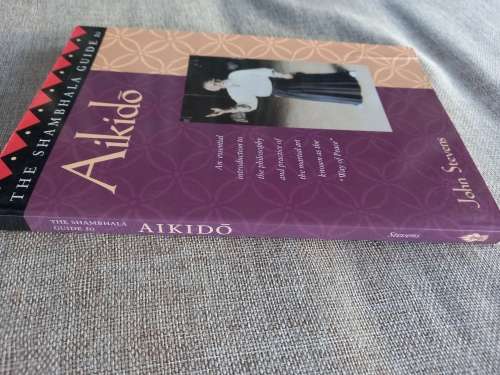 THE SHAMBHALA GUIDE to
Aikidō
An essential
introduction to
the philosophy
and practice of
the martial art
known as the
"Way of Peace"
John Stevens
THE SHAMBHALA
GUIDE to
AIKIDŌ
Stevens